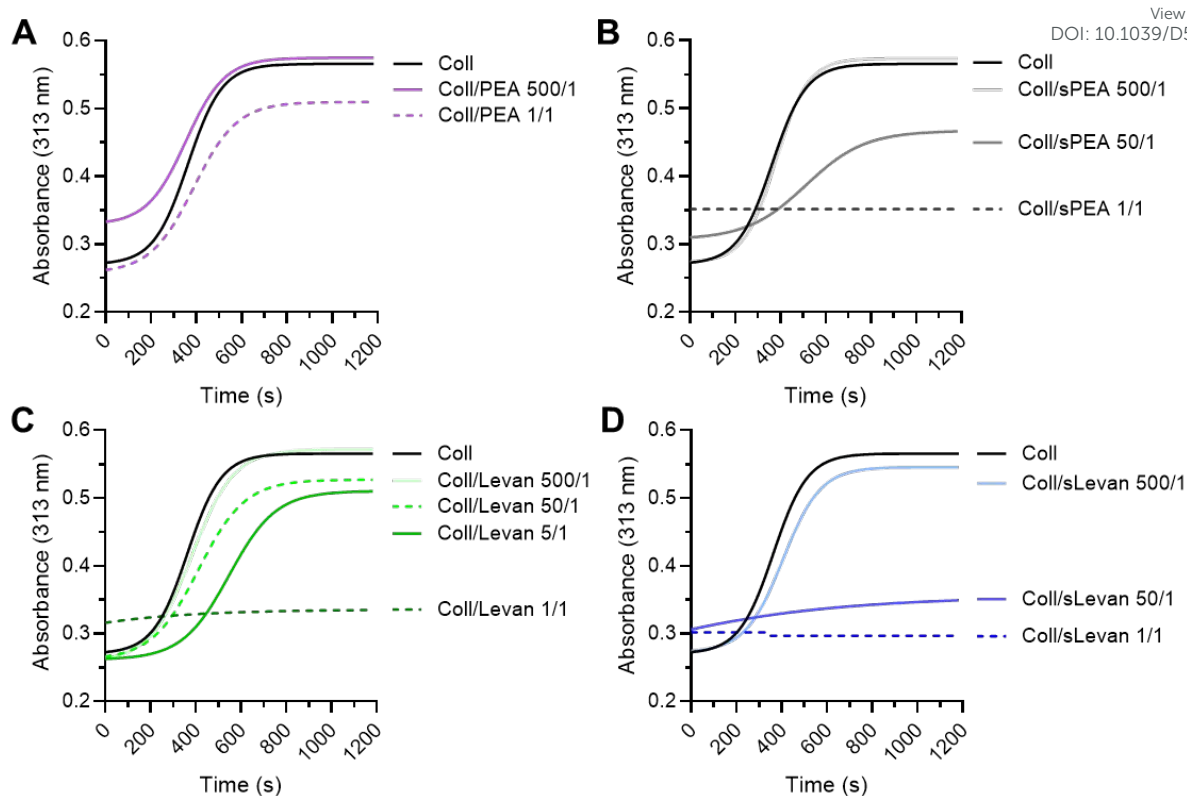 View
DOI: 10.1039/D5
A
0.6
0.5
0.4
0.3
0.2
Absorbance (313 nm)
0
200
400
600
800
1000
1200
Time (s)
Coll
Coll/PEA 500/1
Coll/PEA 1/1
B
0.6
0.5
0.4
0.3
0.2
Absorbance (313 nm)
0
200
400
600
800
1000
1200
Time (s)
Coll
Coll/sPEA 500/1
Coll/sPEA 50/1
Coll/sPEA 1/1
C
0.6
0.5
0.4
0.3
0.2
Absorbance (313 nm)
0
200
400
600
800
1000
1200
Time (s)
Coll
Coll/Levan 500/1
Coll/Levan 50/1
Coll/Levan 5/1
Coll/Levan 1/1
D
0.6
0.5
0.4
0.3
0.2
Absorbance (313 nm)
0
200
400
600
800
1000
1200
Time (s)
Coll
Coll/sLevan 500/1
Coll/sLevan 50/1
Coll/sLevan 1/1